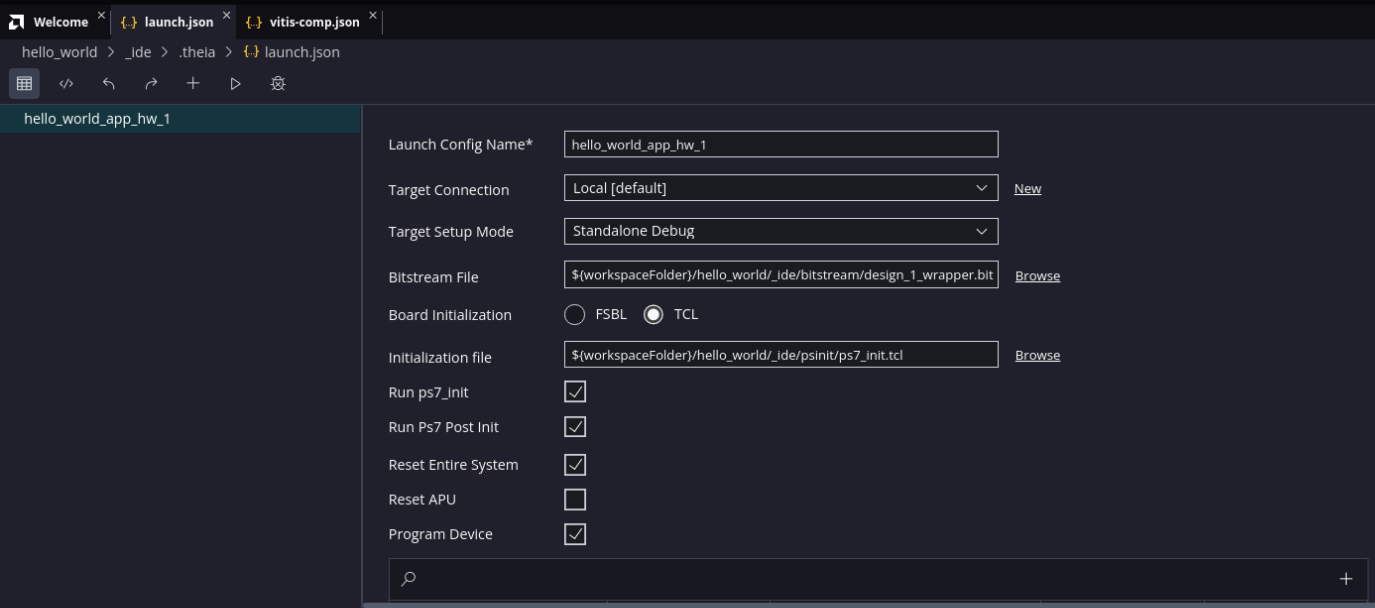 Welcome × {..} launch.json × {..} vitis-comp.json ×
hello_world > _ide > .theia > {..} launch.json
hello_world_app_hw_1
Launch Config Name* hello_world_app_hw_1
Target Connection Local [default] New
Target Setup Mode Standalone Debug
Bitstream File ${workspaceFolder}/hello_world/_ide/bitstream/design_1_wrapper.bit Browse
Board Initialization FSBL TCL
Initialization file ${workspaceFolder}/hello_world/_ide/psinit/ps7_init.tcl Browse
Run ps7_init
Run Ps7 Post Init
Reset Entire System
Reset APU
Program Device